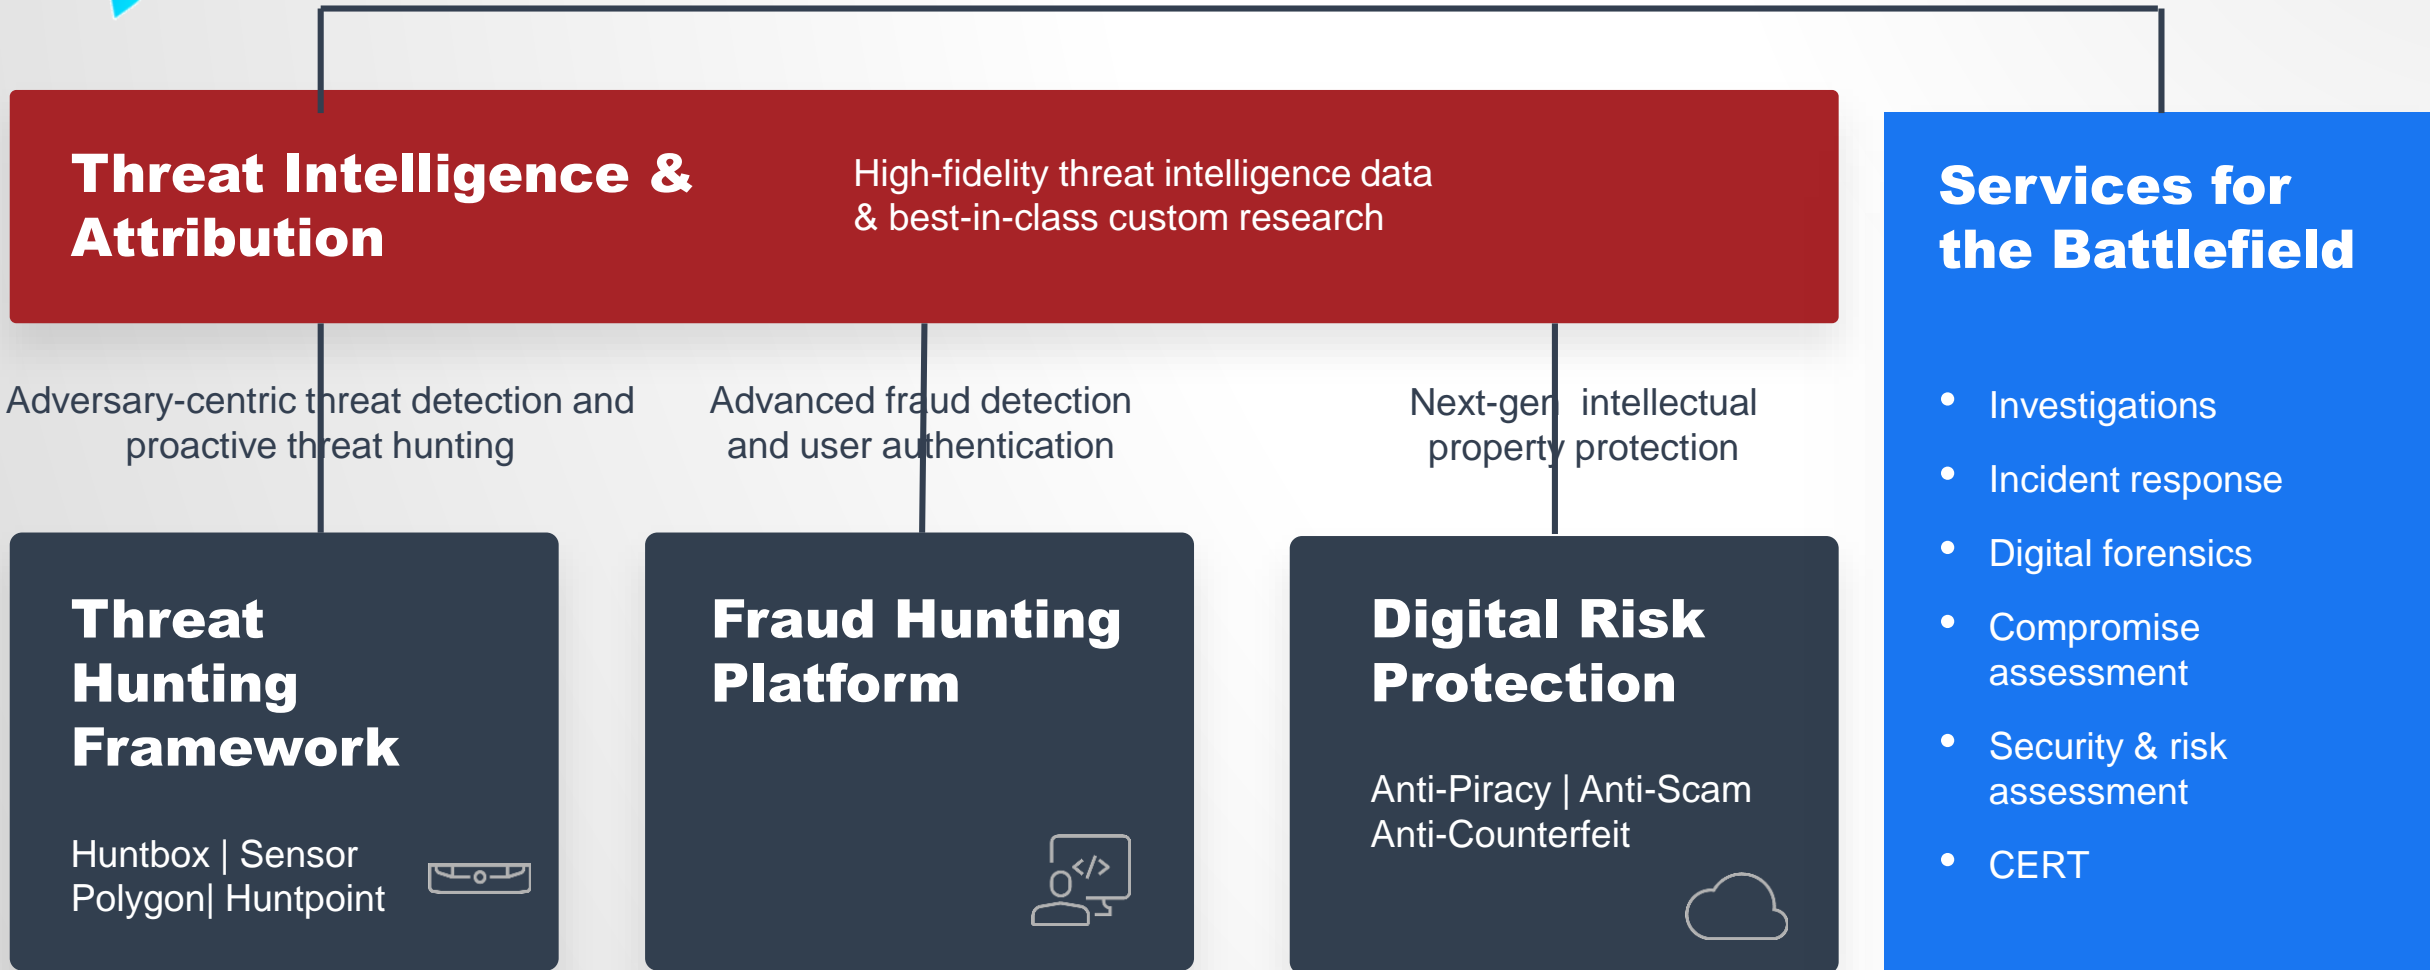 Threat Intelligence &
Attribution
High-fidelity threat intelligence data
& best-in-class custom research
Services for
the Battlefield
Adversary-centric threat detection and
proactive threat hunting
Advanced fraud detection
and user authentication
Next-gen intellectual
property protection
Threat
Hunting
Framework
Huntbox | Sensor
Polygon| Huntpoint
Fraud Hunting
Platform
</>
Digital Risk
Protection
Anti-Piracy | Anti-Scam
Anti-Counterfeit
• Investigations
• Incident response
• Digital forensics
• Compromise
assessment
• Security & risk
assessment
• CERT